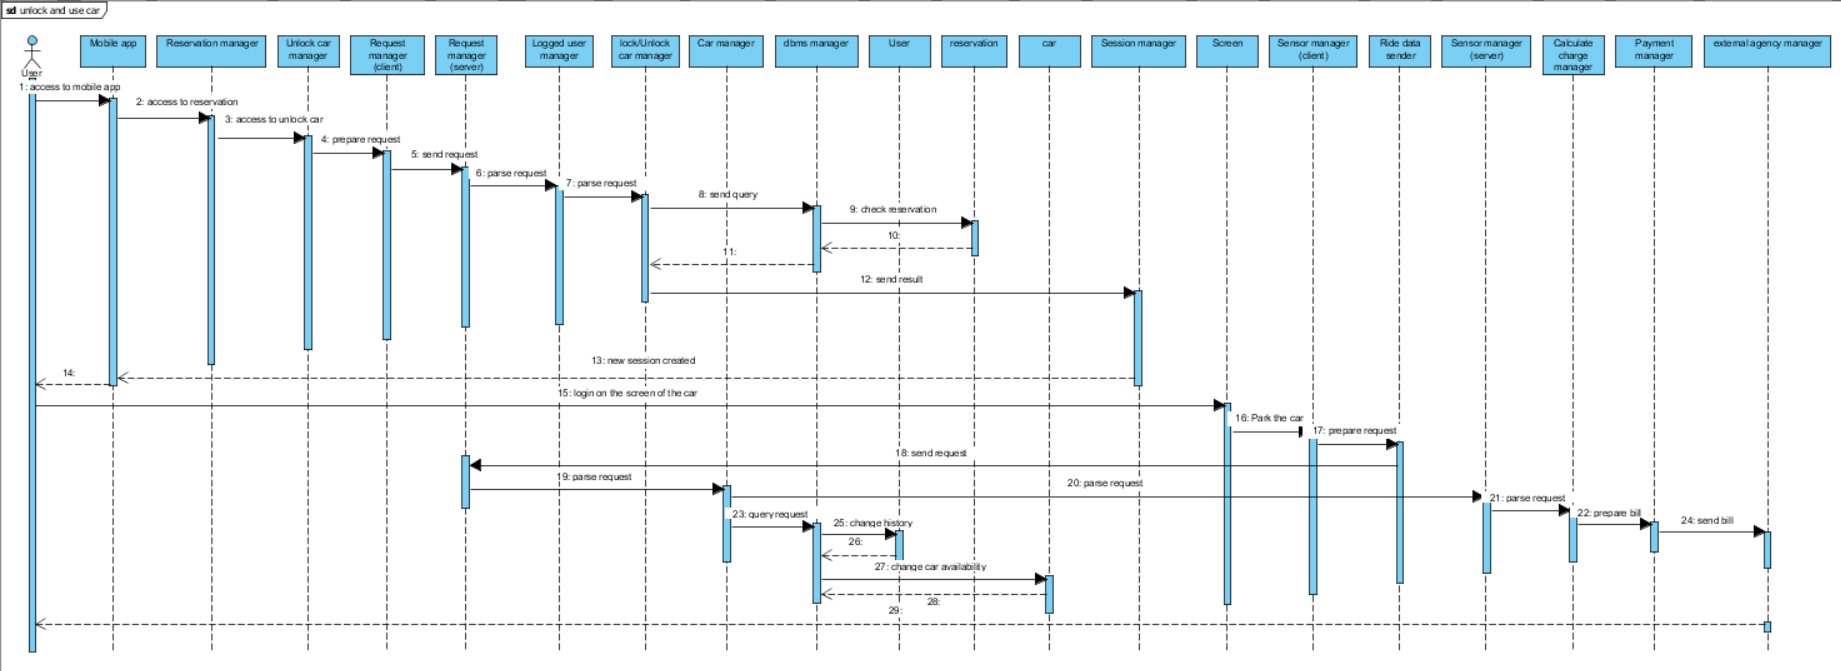 sd unlock and use car
User
Mobile app
Reservation manager
Unlock car
manager
Request
manager
(client)
Request
manager
(server)
Logged user
manager
lock/Unlock
car manager
Car manager
dbms manager
User
reservation
car
Session manager
Screen
Sensor manager
(client)
Ride data
sender
Sensor manager
(server)
Calculate
charge
manager
Payment
manager
external agency manager
1: access to mobile app
2: access to reservation
3: access to unlock car
4: prepare request
5: send request
6: parse request
7: parse request
8: send query
9: check reservation
10:
11:
12: send result
13: new session created
14:
15: login on the screen of the car
16: Park the car
17: prepare request
18: send request
19: parse request
20: parse request
21: parse request
22: prepare bill
23: query request
24: send bill
25: change history
26:
27: change car availability
28:
29: